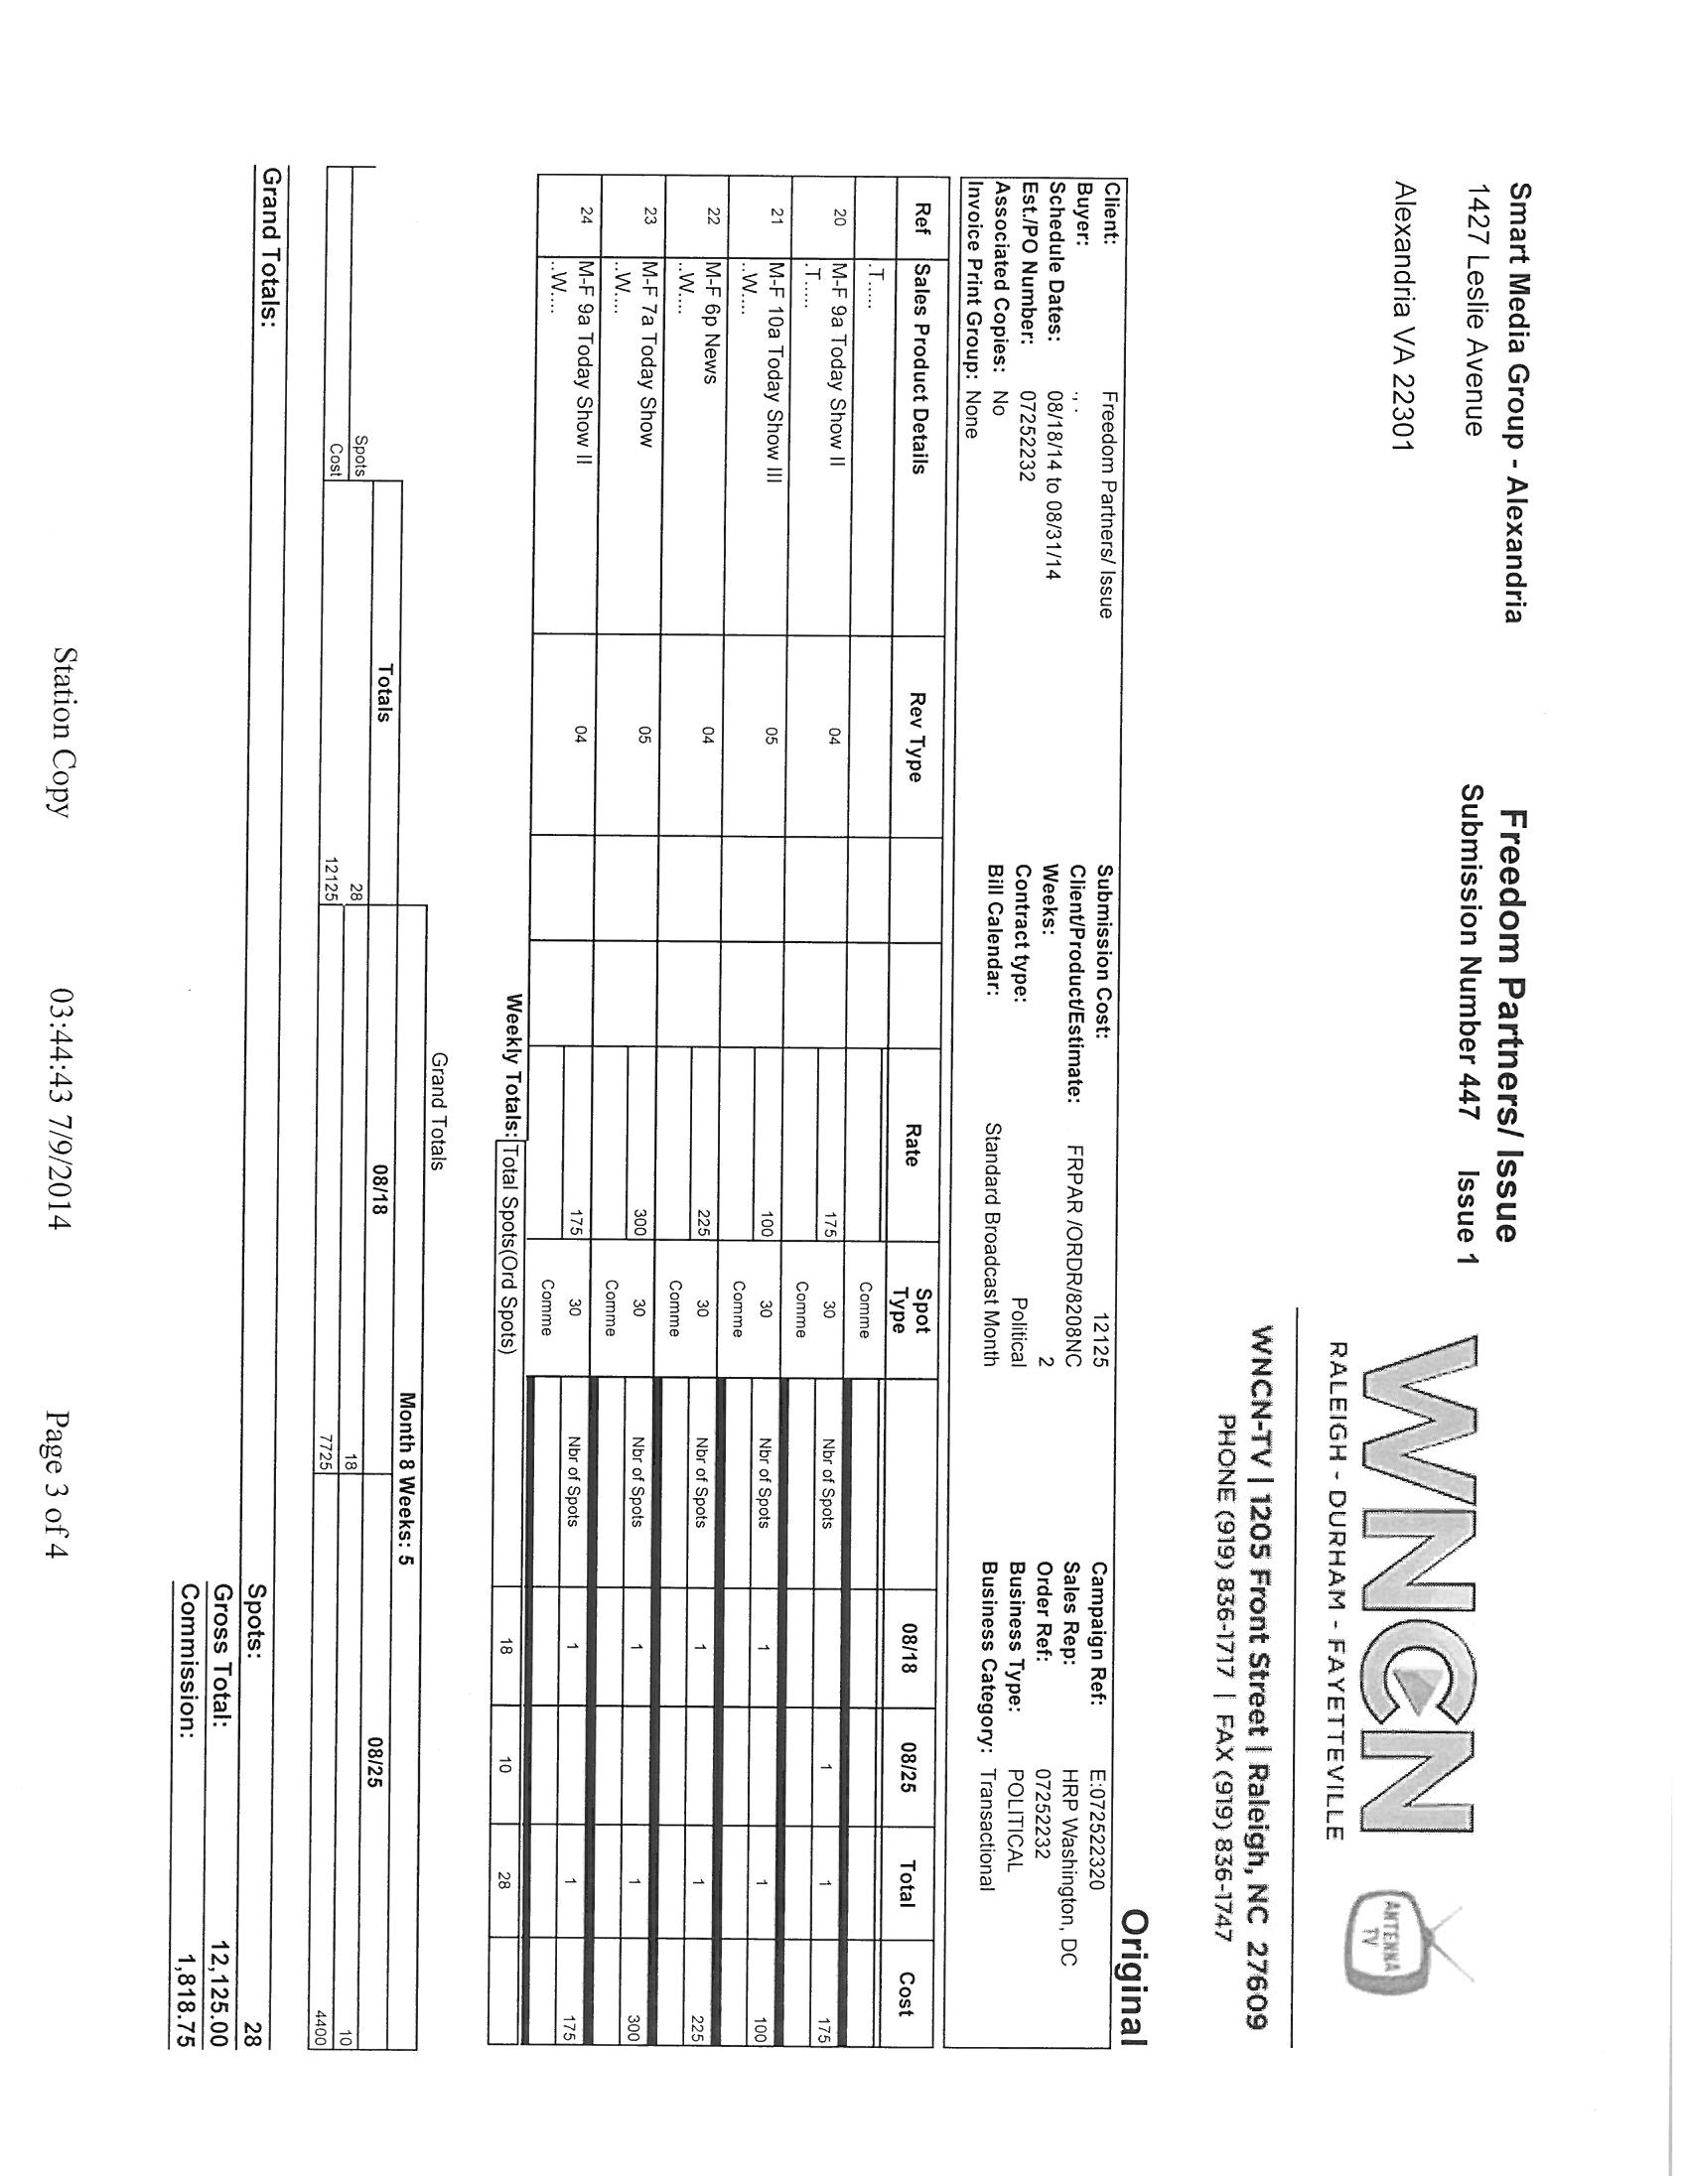 Smart Media Group - Alexandria
1427 Leslie Avenue
Alexandria VA 22301
Freedom Partners/ Issue
Submission Number 447 Issue 1
WNCN
RALEIGH - DURHAM - FAYETTEVILLE
ANTENNA TV
WNCN-TV | 1205 Front Street | Raleigh, NC 27609
PHONE (919) 836-1717 | FAX (919) 836-1747
Original
Client: Freedom Partners/ Issue Submission Cost: 12125 Campaign Ref: E:072522320
Buyer: ., . Client/Product/Estimate: FRPAR /ORDR/8208NC Sales Rep: HRP Washington, DC
Schedule Dates: 08/18/14 to 08/31/14 Weeks: 2 Order Ref: 07252232
Est./PO Number: 07252232 Contract type: Political Business Type: POLITICAL
Associated Copies: No Bill Calendar: Standard Broadcast Month Business Category: Transactional
Invoice Print Group: None
Ref Sales Product Details Rev Type Rate Spot Type 08/18 08/25 Total Cost
.T..... Comme
20 M-F 9a Today Show II 04 175 30 Nbr of Spots 1 1 175
.T..... Comme
21 M-F 10a Today Show III 05 100 30 Nbr of Spots 1 1 100
..W.... Comme
22 M-F 6p News 04 225 30 Nbr of Spots 1 1 225
..W.... Comme
23 M-F 7a Today Show 05 300 30 Nbr of Spots 1 1 300
..W.... Comme
24 M-F 9a Today Show II 04 175 30 Nbr of Spots 1 1 175
..W.... Comme
Weekly Totals: Total Spots(Ord Spots) 18 10 28
Grand Totals
Month 8 Weeks: 5
Totals 08/18 08/25
Spots 28 18 10
Cost 12125 7725 4400
Grand Totals:
Spots: 28
Gross Total: 12,125.00
Commission: 1,818.75
Station Copy 03:44:43 7/9/2014 Page 3 of 4